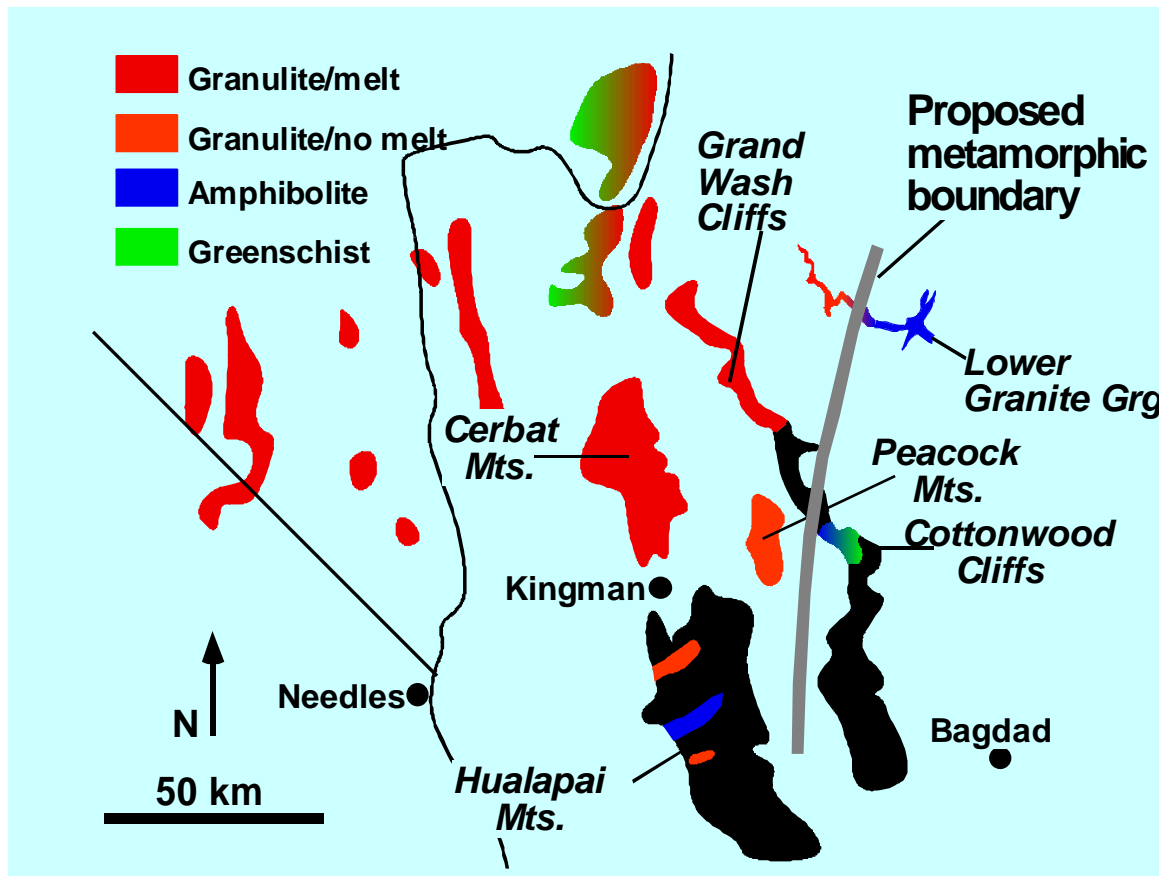 Granulite/melt
Granulite/no melt
Amphibolite
Greenschist
Grand
Wash
Cliffs
Proposed
metamorphic
boundary
Lower
Granite Grg
Cerbat
Mts.
Peacock
Mts.
Cottonwood
Cliffs
Kingman
Needles
N
Bagdad
50 km
Hualapai
Mts.